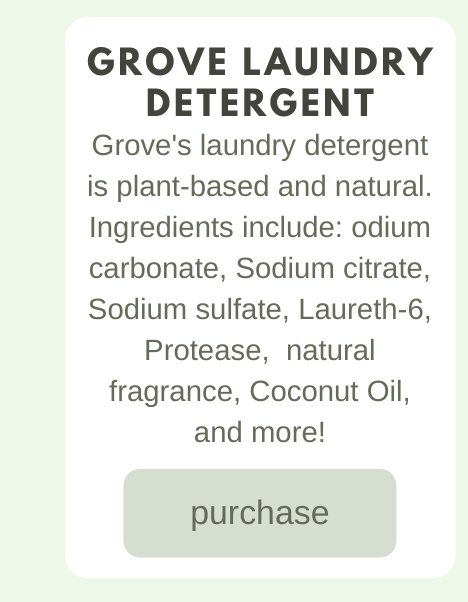 GROVE LAUNDRY
DETERGENT
Grove's laundry detergent
is plant-based and natural.
Ingredients include: odium
carbonate, Sodium citrate,
Sodium sulfate, Laureth-6,
Protease,  natural
fragrance, Coconut Oil,
and more!
purchase